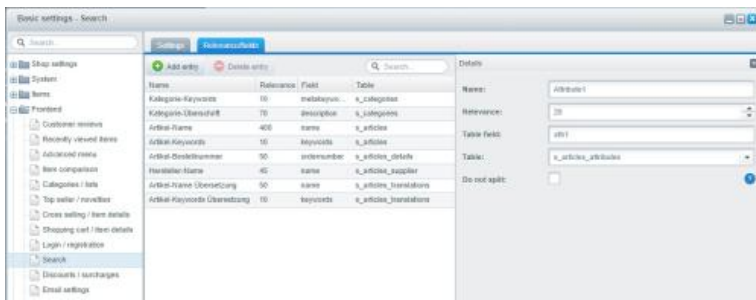 Basic settings - Search
Search...
Settings
Relevance/fields
Shop settings
System
Items
Frontend
Customer reviews
Recently viewed items
Advanced menu
Item comparison
Categories / lists
Top seller / novelties
Cross selling / item details
Shopping cart / item details
Login / registration
Search
Discounts / surcharges
Email settings
Add entry
Delete entry
Search...
Name Relevance Field Table
Kategorie-Keywords 10 metakeywo... s_categories
Kategorie-Überschrift 70 description s_categories
Artikel-Name 400 name s_articles
Artikel-Keywords 10 keywords s_articles
Artikel-Bestellnummer 50 ordernumber s_articles_details
Hersteller-Name 45 name s_articles_supplier
Artikel-Name Übersetzung 50 name s_articles_translations
Artikel-Keywords Übersetzung 10 keywords s_articles_translations
Details
Name: Attribute1
Relevance: 20
Table field: attr1
Table: s_articles_attributes
Do not split: